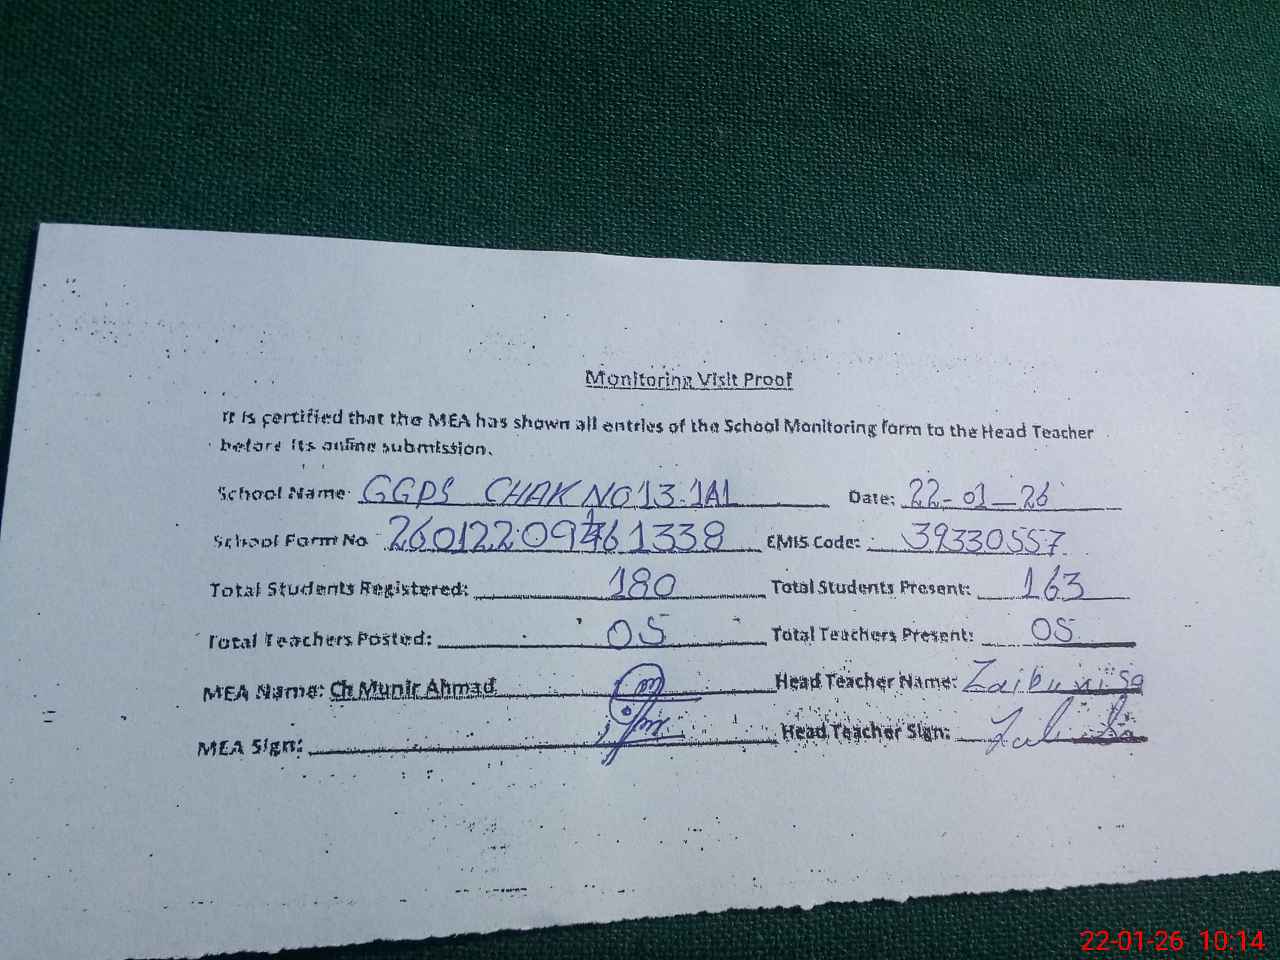 Monitoring Visit Proof
It is certified that the MEA has shown all entries of the School Monitoring form to the Head Teacher
before its online submission.
School Name: GGPS CHAK NO 13-1AL Date: 22-01-26
School Form No EMIS Code: 39330557
Total Students Registered: 180 Total Students Present: 163
Total Teachers Posted: 05 Total Teachers Present: 05
MEA Name: Ch Munir Ahmad Head Teacher Name: Zaibunisa
MEA Sign: Head Teacher Sign:
22-01-26 10:14